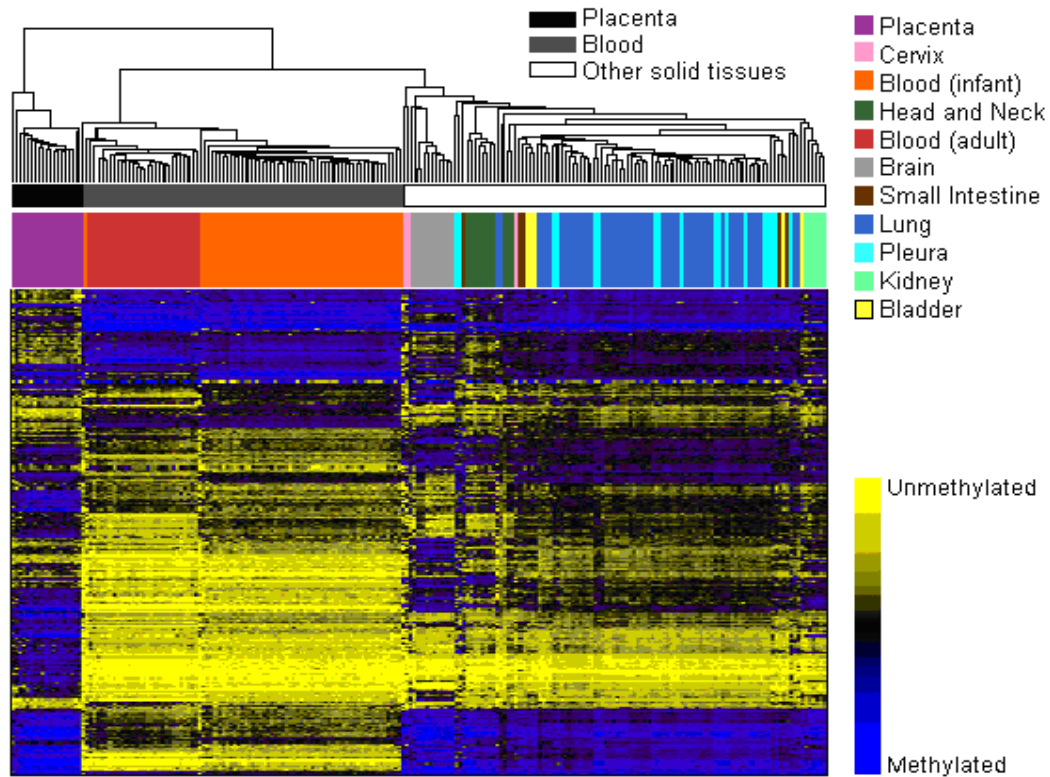 Placenta
Blood
Other solid tissues
Placenta
Cervix
Blood (infant)
Head and Neck
Blood (adult)
Brain
Small Intestine
Lung
Pleura
Kidney
Bladder
Unmethylated
Methylated